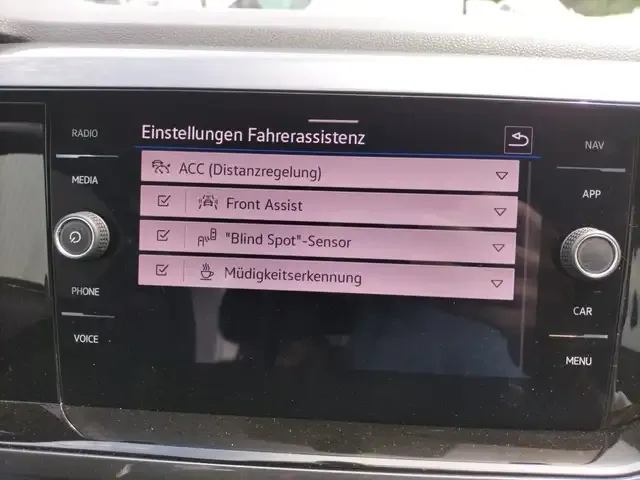 RADIO
MEDIA
PHONE
VOICE
Einstellungen Fahrerassistenz
ACC (Distanzregelung)
Front Assist
"Blind Spot"-Sensor
Müdigkeitserkennung
NAV
APP
CAR
MENU